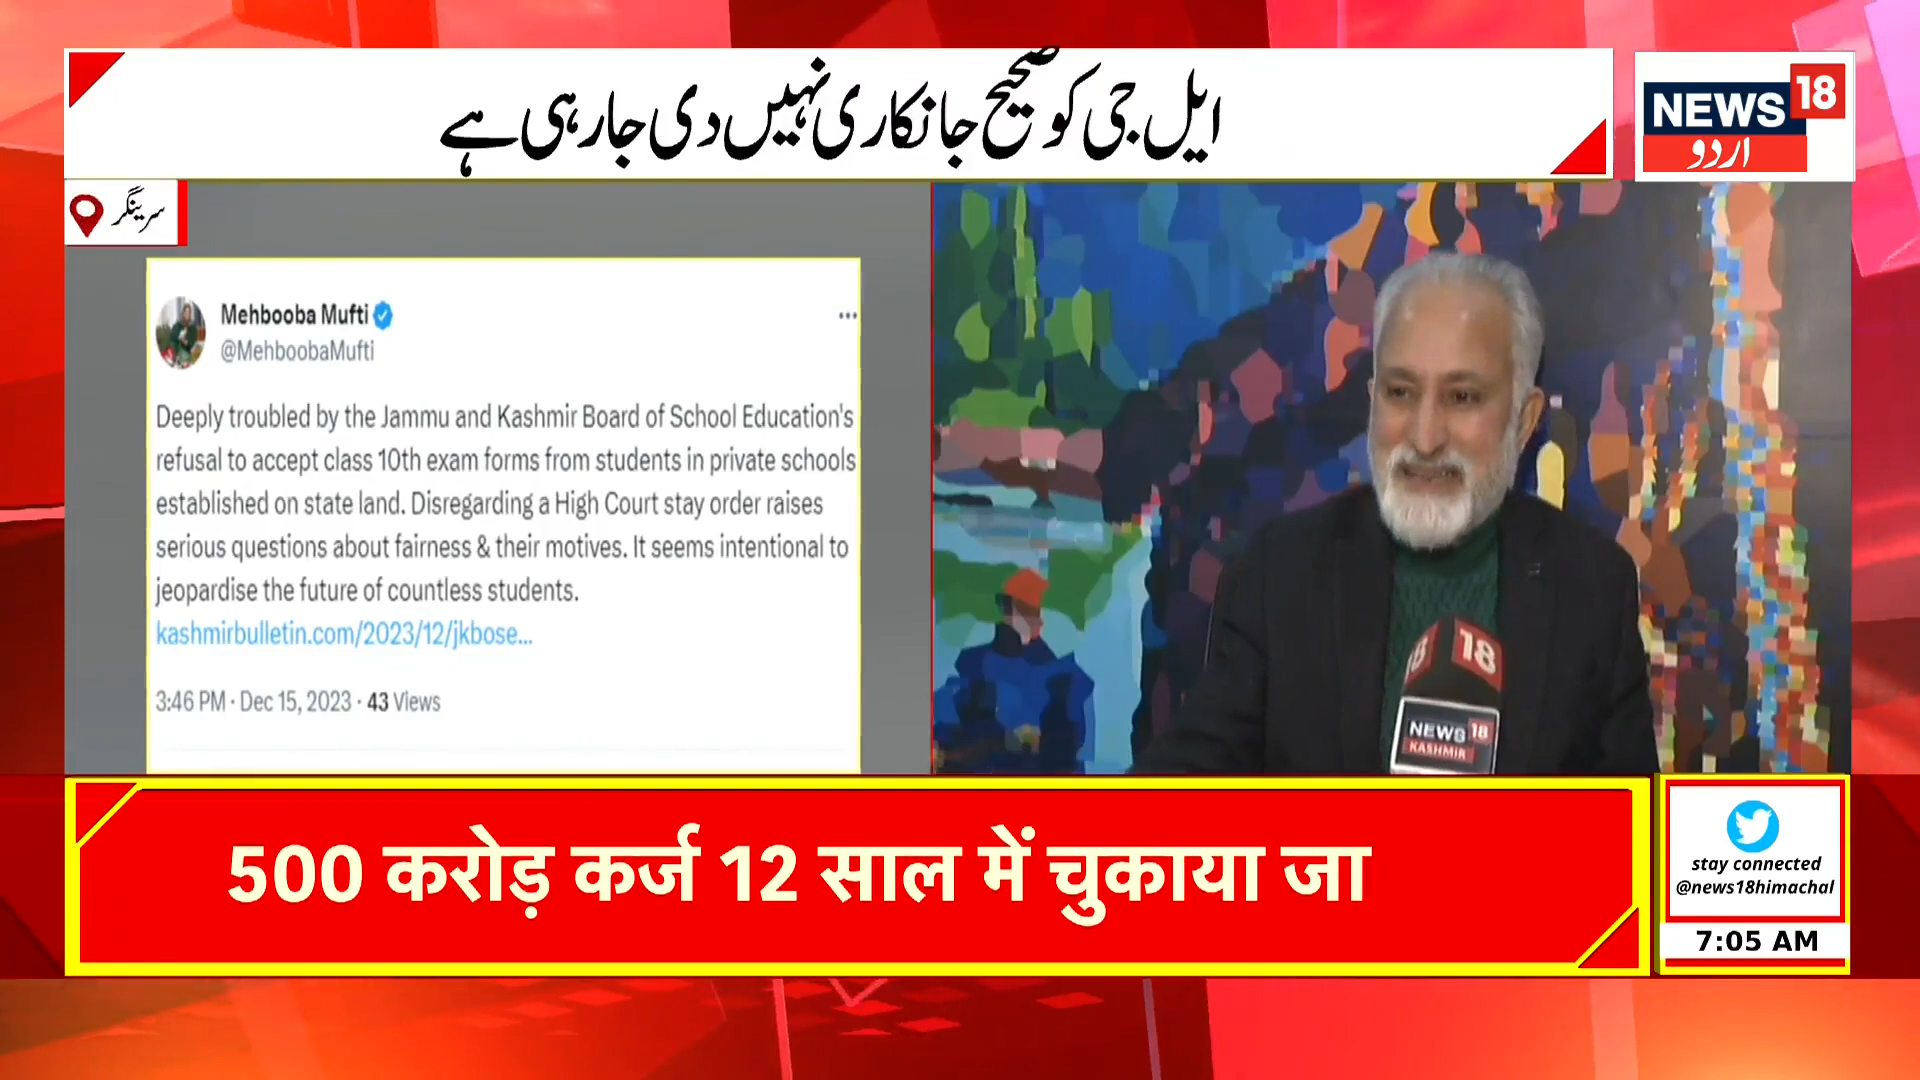 ایل جی کو صحیح جانکاری نہیں دی جارہی ہے
NEWS 18
اردو
سرینگر
Mehbooba Mufti
@MehboobaMufti
Deeply troubled by the Jammu and Kashmir Board of School Education's
refusal to accept class 10th exam forms from students in private schools
established on state land. Disregarding a High Court stay order raises
serious questions about fairness & their motives. It seems intentional to
jeopardise the future of countless students.
kashmirbulletin.com/2023/12/jkbose...
3:46 PM · Dec 15, 2023 · 43 Views
18
18
NEWS 18
KASHMIR
500 करोड़ कर्ज 12 साल में चुकाया जा
stay connected
@news18himachal
7:05 AM